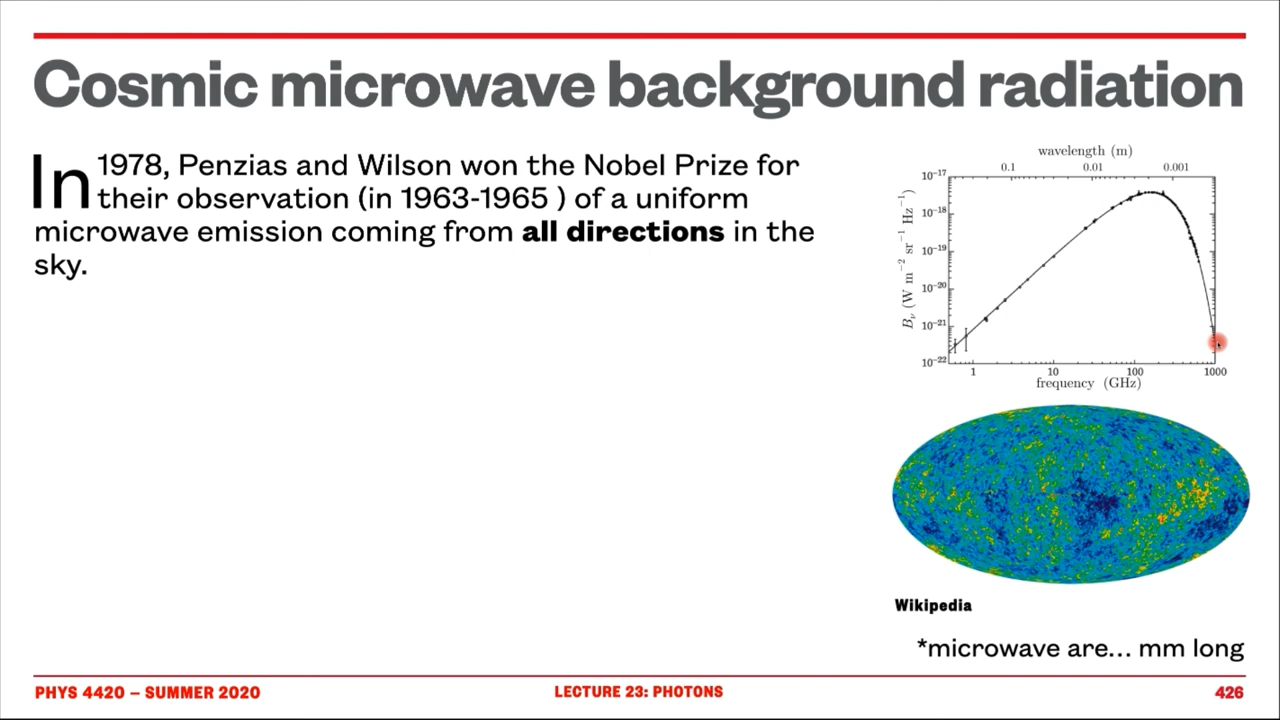 Cosmic microwave background radiation
In 1978, Penzias and Wilson won the Nobel Prize for
their observation (in 1963-1965 ) of a uniform
microwave emission coming from all directions in the
sky.
wavelength (m)
0.1 0.01 0.001
10⁻¹⁷
10⁻¹⁸
10⁻¹⁹
10⁻²⁰
10⁻²¹
10⁻²²
Bᵥ (W m⁻² sr⁻¹ Hz⁻¹)
1 10 100 1000
frequency (GHz)
Wikipedia
*microwave are... mm long
PHYS 4420 – SUMMER 2020
LECTURE 23: PHOTONS
426